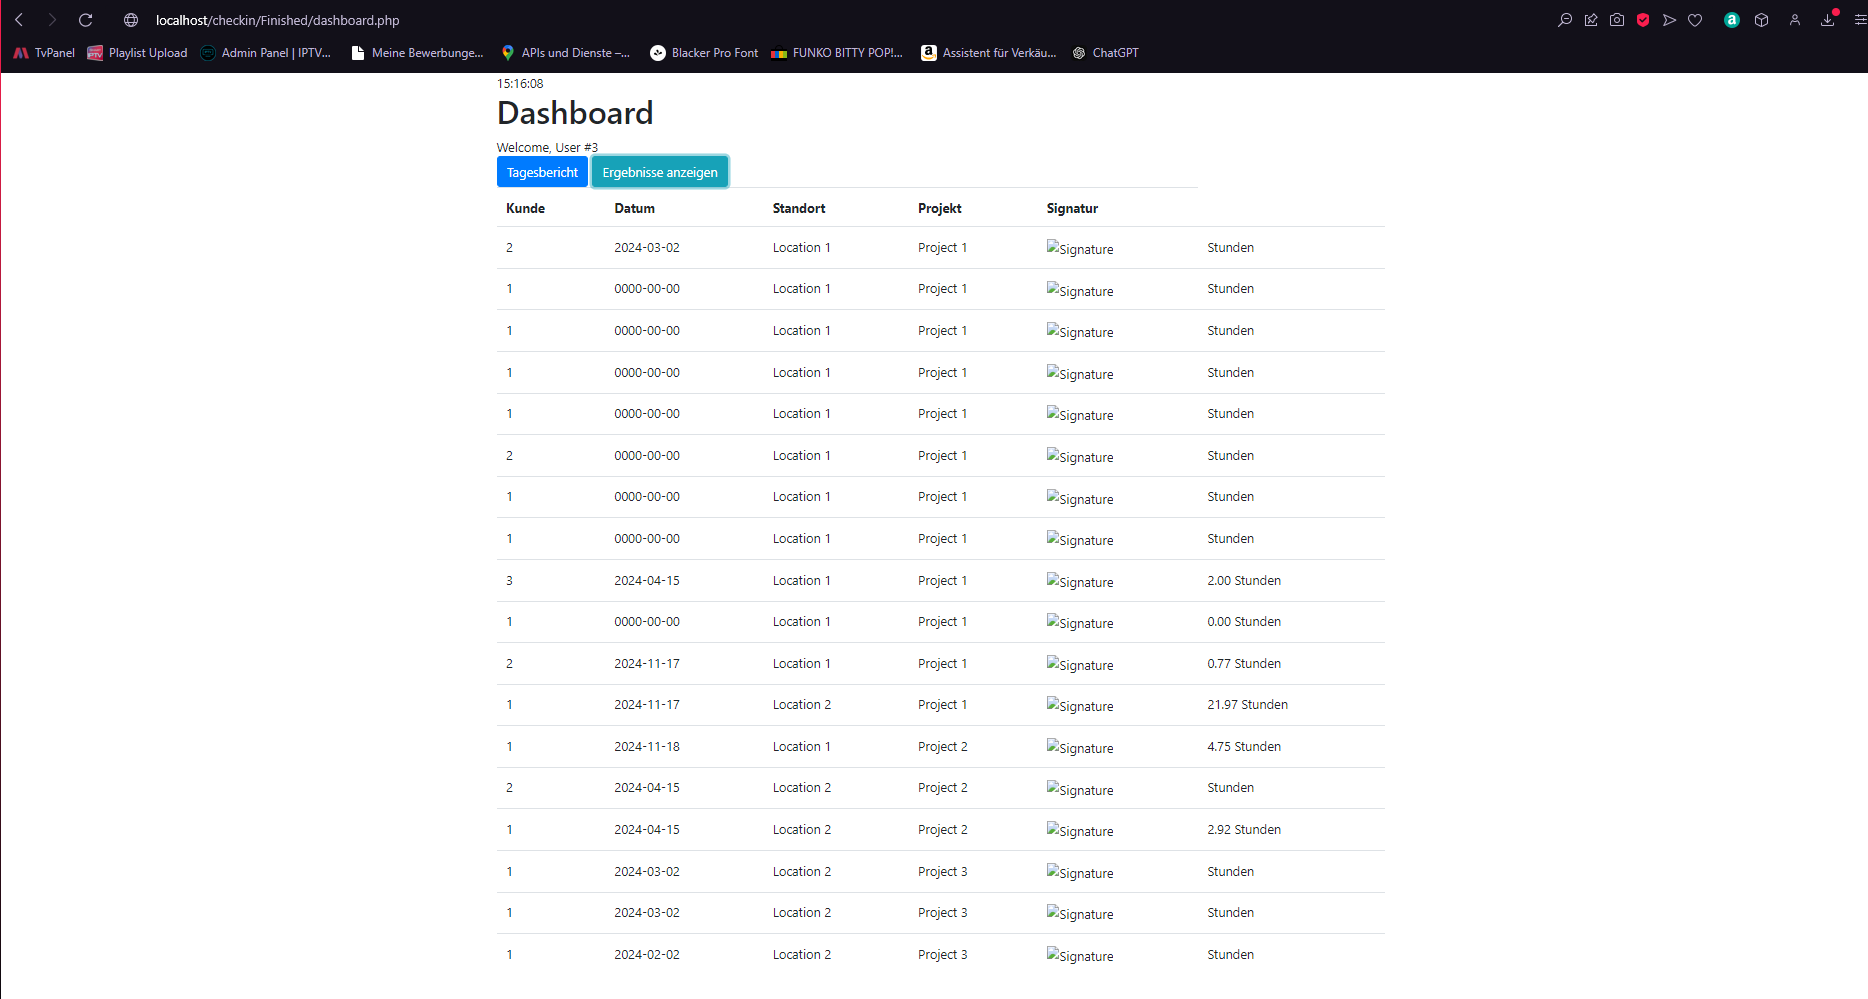 localhost/checkin/Finished/dashboard.php
TvPanel Playlist Upload Admin Panel | IPTV... Meine Bewerbunge... APIs und Dienste –... Blacker Pro Font FUNKO BITTY POP!... a Assistent für Verkäu... ChatGPT
15:16:08
Dashboard
Welcome, User #3
Tagesbericht Ergebnisse anzeigen
Kunde Datum Standort Projekt Signatur
2 2024-03-02 Location 1 Project 1 Signature Stunden
1 0000-00-00 Location 1 Project 1 Signature Stunden
1 0000-00-00 Location 1 Project 1 Signature Stunden
1 0000-00-00 Location 1 Project 1 Signature Stunden
1 0000-00-00 Location 1 Project 1 Signature Stunden
2 0000-00-00 Location 1 Project 1 Signature Stunden
1 0000-00-00 Location 1 Project 1 Signature Stunden
1 0000-00-00 Location 1 Project 1 Signature Stunden
3 2024-04-15 Location 1 Project 1 Signature 2.00 Stunden
1 0000-00-00 Location 1 Project 1 Signature 0.00 Stunden
2 2024-11-17 Location 1 Project 1 Signature 0.77 Stunden
1 2024-11-17 Location 2 Project 1 Signature 21.97 Stunden
1 2024-11-18 Location 1 Project 2 Signature 4.75 Stunden
2 2024-04-15 Location 2 Project 2 Signature Stunden
1 2024-04-15 Location 2 Project 2 Signature 2.92 Stunden
1 2024-03-02 Location 2 Project 3 Signature Stunden
1 2024-03-02 Location 2 Project 3 Signature Stunden
1 2024-02-02 Location 2 Project 3 Signature Stunden